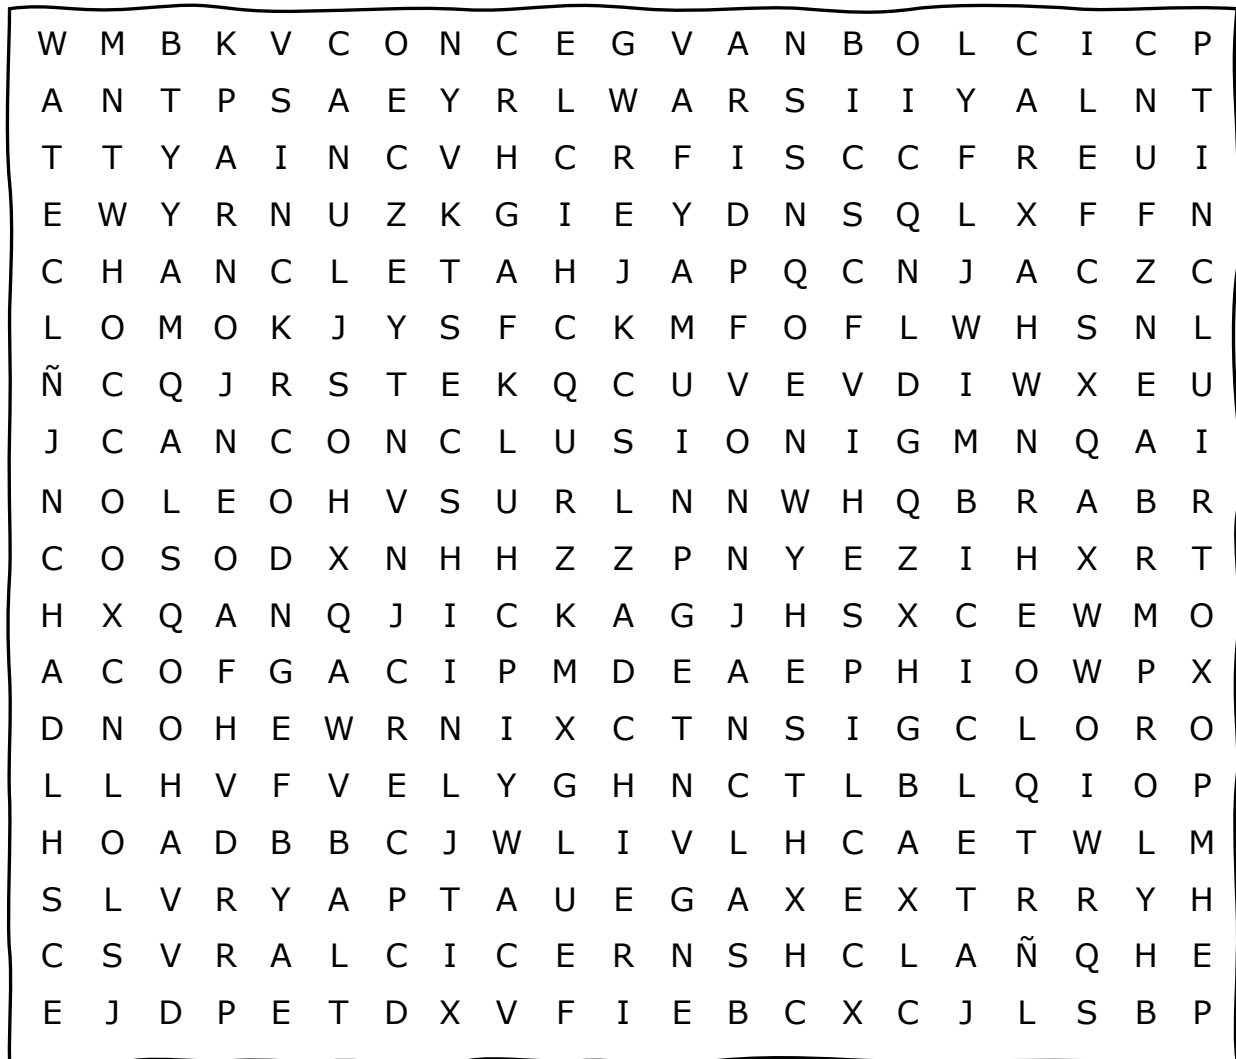 W M B K V C O N C E G V A N B O L C I C P
A N T P S A E Y R L W A R S I I Y A L N T
T T Y A I N C V H C R F I S C C F R E U I
E W Y R N U Z K G I E Y D N S Q L X F F N
C H A N C L E T A H J A P Q C N J A C Z C
L O M O K J Y S F C K M F O F L W H S N L
Ñ C Q J R S T E K Q C U V E V D I W X E U
J C A N C O N C L U S I O N I G M N Q A I
N O L E O H V S U R L N N W H Q B R A B R
C O S O D X N H H Z Z P N Y E Z I H X R T
H X Q A N Q J I C K A G J H S X C E W M O
A C O F G A C I P M D E A E P H I O W P X
D N O H E W R N I X C T N S I G C L O R O
L L H V F V E L Y G H N C T L B L Q I O P
H O A D B B C J W L I V L H C A E T W L M
S L V R Y A P T A U E G A X E X T R R Y H
C S V R A L C I C E R N S H C L A Ñ Q H E
E J D P E T D X V F I E B C X C J L S B P